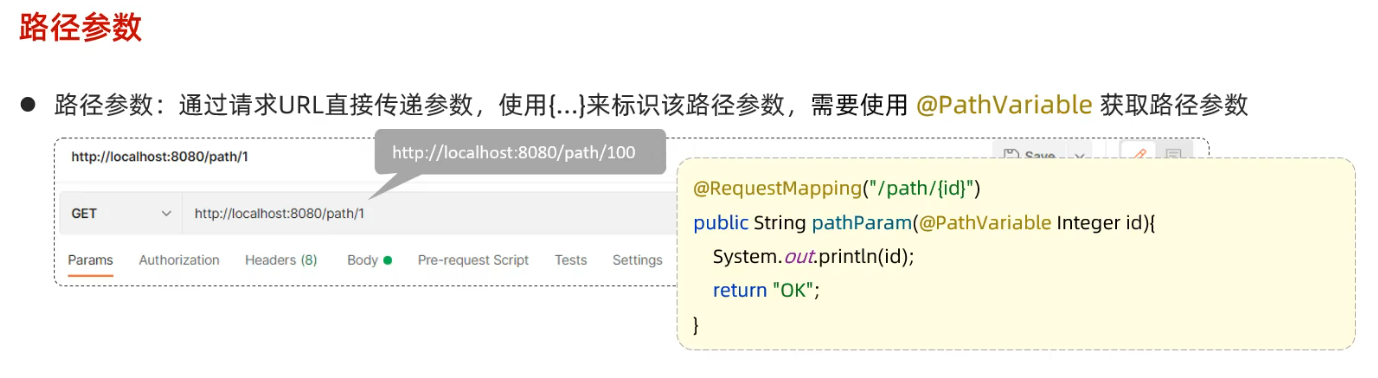 路径参数
● 路径参数：通过请求URL直接传递参数，使用{...}来标识该路径参数，需要使用 @PathVariable 获取路径参数
http://localhost:8080/path/1
http://localhost:8080/path/100
Save
GET
http://localhost:8080/path/1
Params Authorization Headers (8) Body Pre-request Script Tests Settings
@RequestMapping("/path/{id}")
public String pathParam(@PathVariable Integer id){
System.out.println(id);
return "OK";
}